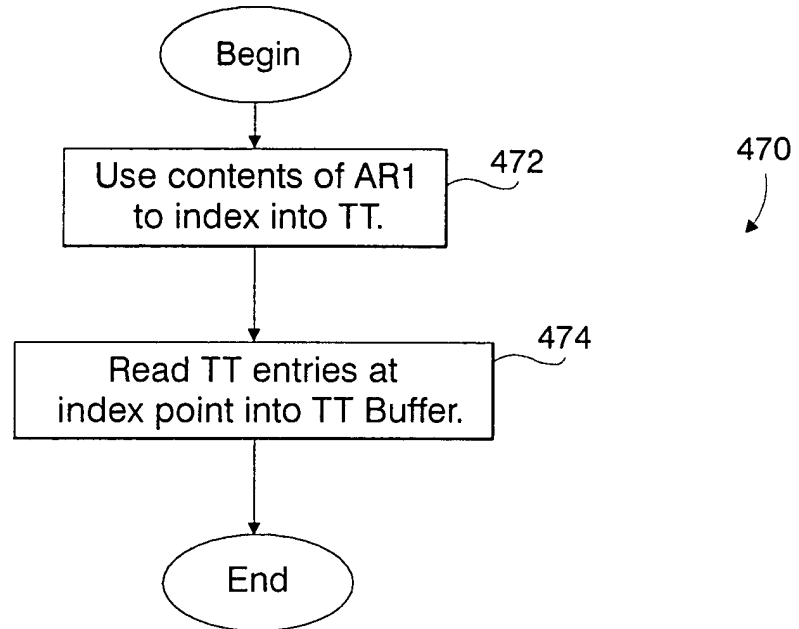 Begin
Use contents of AR1
to index into TT.
472
470
Read TT entries at
index point into TT Buffer.
474
End